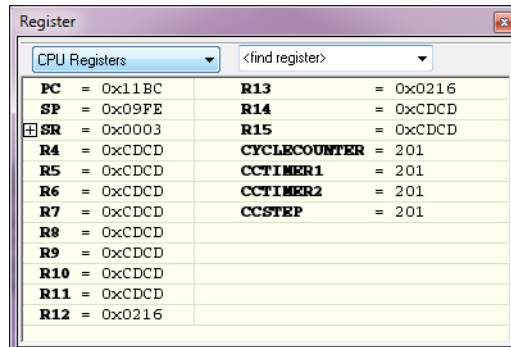 Register
CPU Registers <find register>
PC = 0x11BC R13 = 0x0216
SP = 0x09FE R14 = 0xCDCD
SR = 0x0003 R15 = 0xCDCD
R4 = 0xCDCD CYCLECOUNTER = 201
R5 = 0xCDCD CCTIMER1 = 201
R6 = 0xCDCD CCTIMER2 = 201
R7 = 0xCDCD CCSTEP = 201
R8 = 0xCDCD
R9 = 0xCDCD
R10 = 0xCDCD
R11 = 0xCDCD
R12 = 0x0216